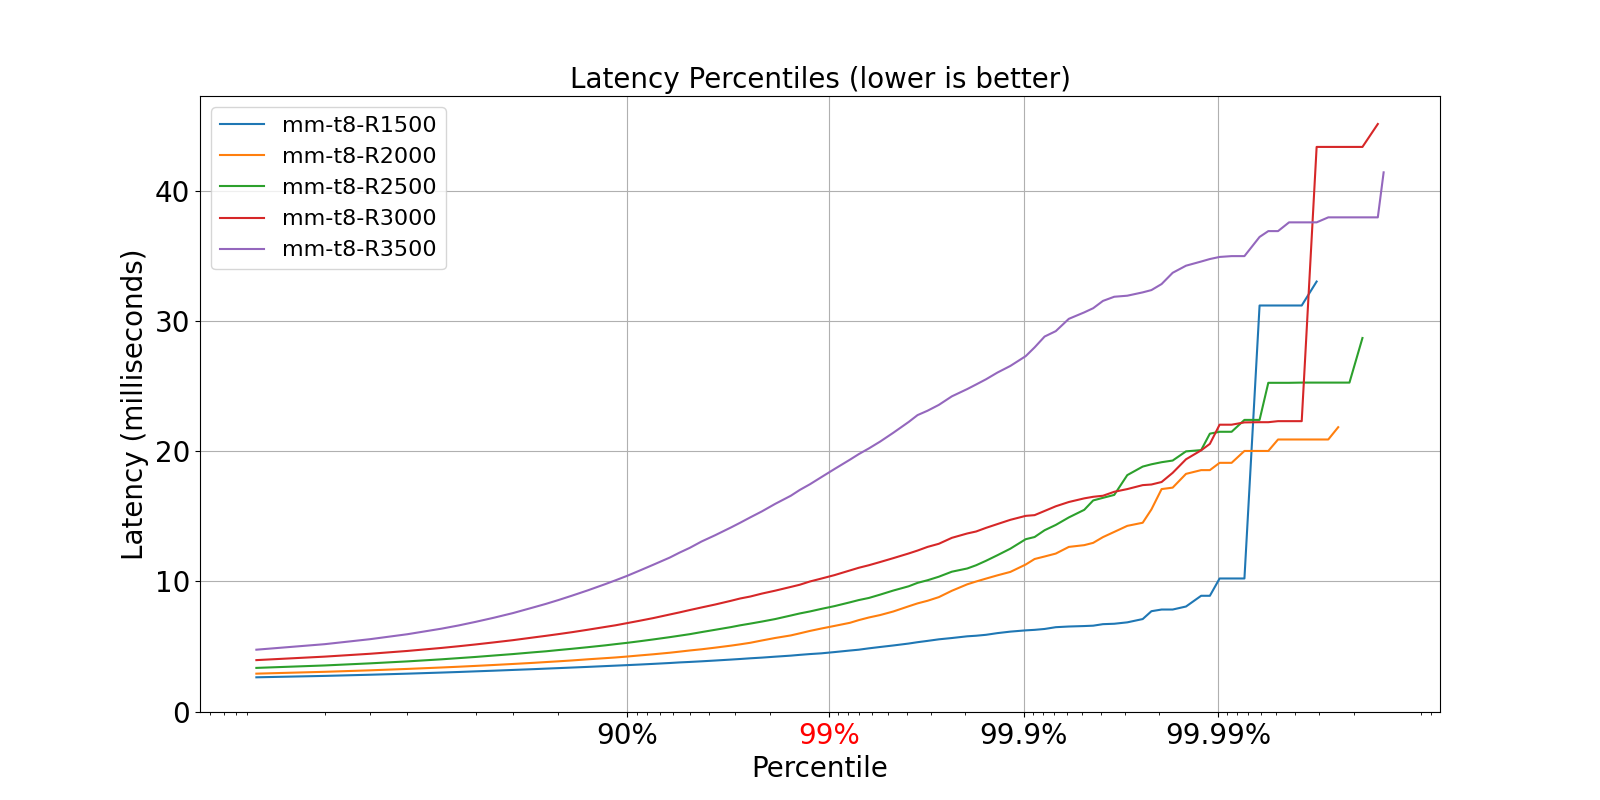 Latency Percentiles (lower is better)
mm-t8-R1500
mm-t8-R2000
mm-t8-R2500
mm-t8-R3000
mm-t8-R3500
Latency (milliseconds)
40
30
20
10
0
90% 99% 99.9% 99.99%
Percentile